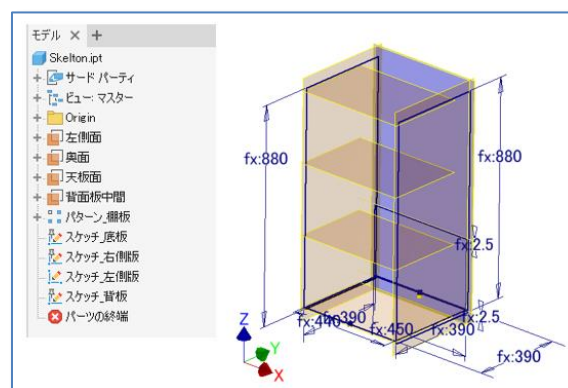 モデル × +
Skelton.ipt
サード パーティ
ビュー: マスター
Origin
左側面
奥面
天板面
背面板中間
パターン_棚板
スケッチ_底板
スケッチ_右側版
スケッチ_左側版
スケッチ_背板
パーツの終端
fx:880
fx:880
fx:2.5
fx:2.5
fx:440
fx:390
fx:450
fx:390
fx:390
Z
Y
X